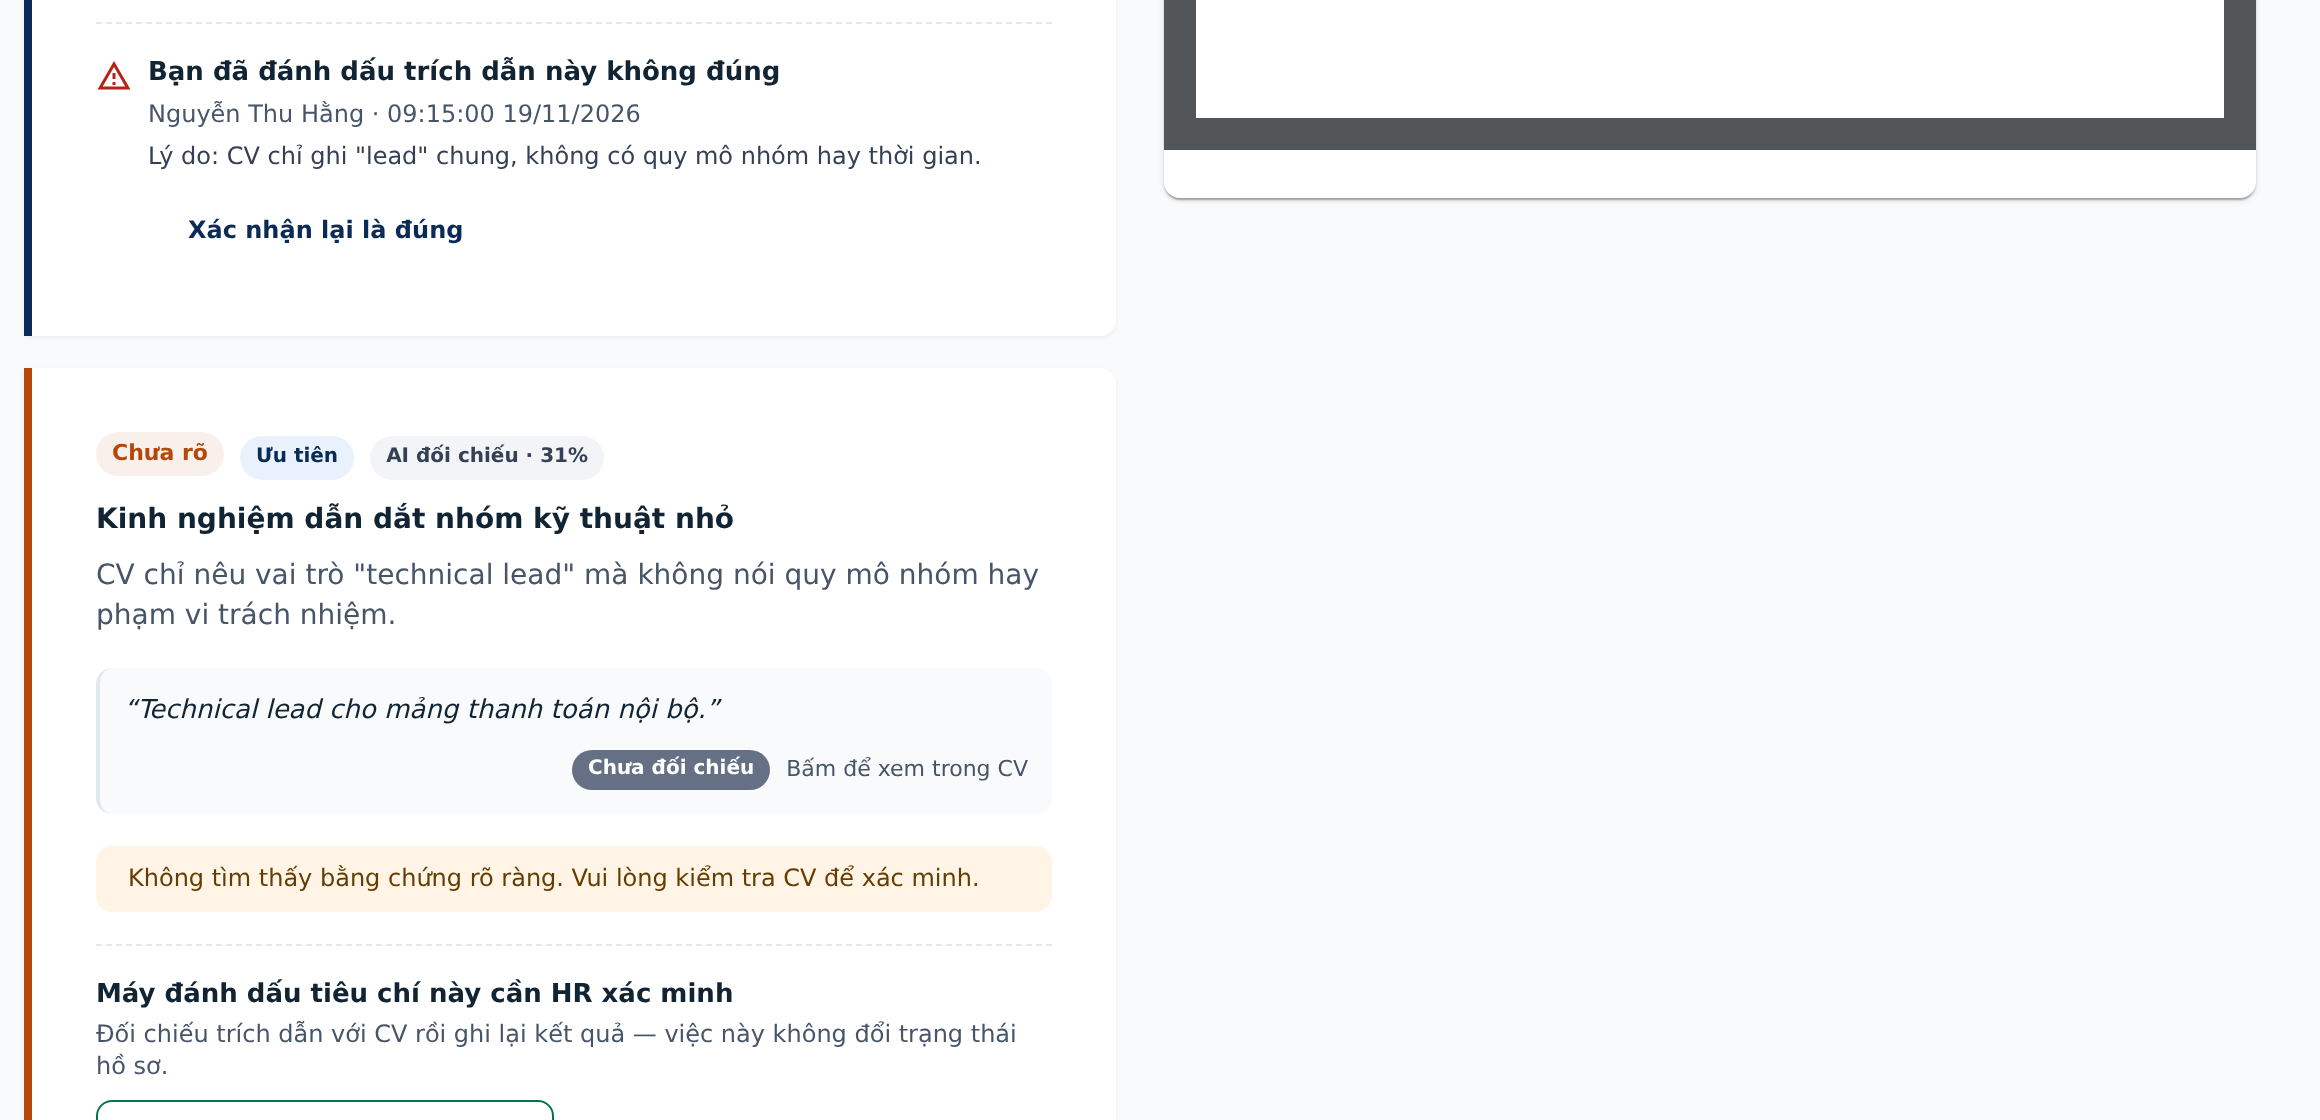 Bạn đã đánh dấu trích dẫn này không đúng
Nguyễn Thu Hằng · 09:15:00 19/11/2026
Lý do: CV chỉ ghi "lead" chung, không có quy mô nhóm hay thời gian.
Xác nhận lại là đúng
Chưa rõ Ưu tiên AI đối chiếu · 31%
Kinh nghiệm dẫn dắt nhóm kỹ thuật nhỏ
CV chỉ nêu vai trò "technical lead" mà không nói quy mô nhóm hay
phạm vi trách nhiệm.
“Technical lead cho mảng thanh toán nội bộ.”
Chưa đối chiếu Bấm để xem trong CV
Không tìm thấy bằng chứng rõ ràng. Vui lòng kiểm tra CV để xác minh.
Máy đánh dấu tiêu chí này cần HR xác minh
Đối chiếu trích dẫn với CV rồi ghi lại kết quả — việc này không đổi trạng thái
hồ sơ.